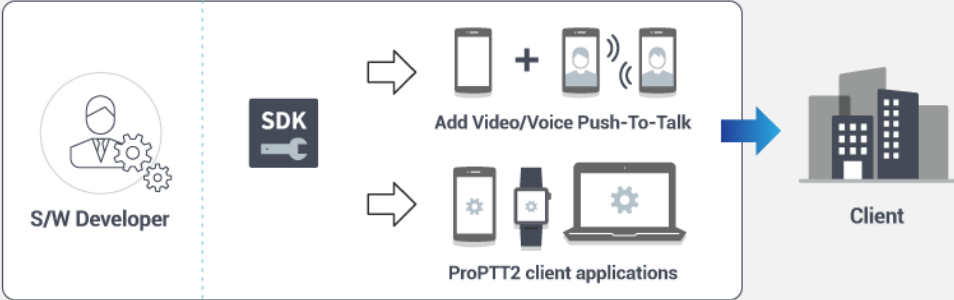 SDK
Add Video/Voice Push-To-Talk
S/W Developer
ProPTT2 client applications
Client